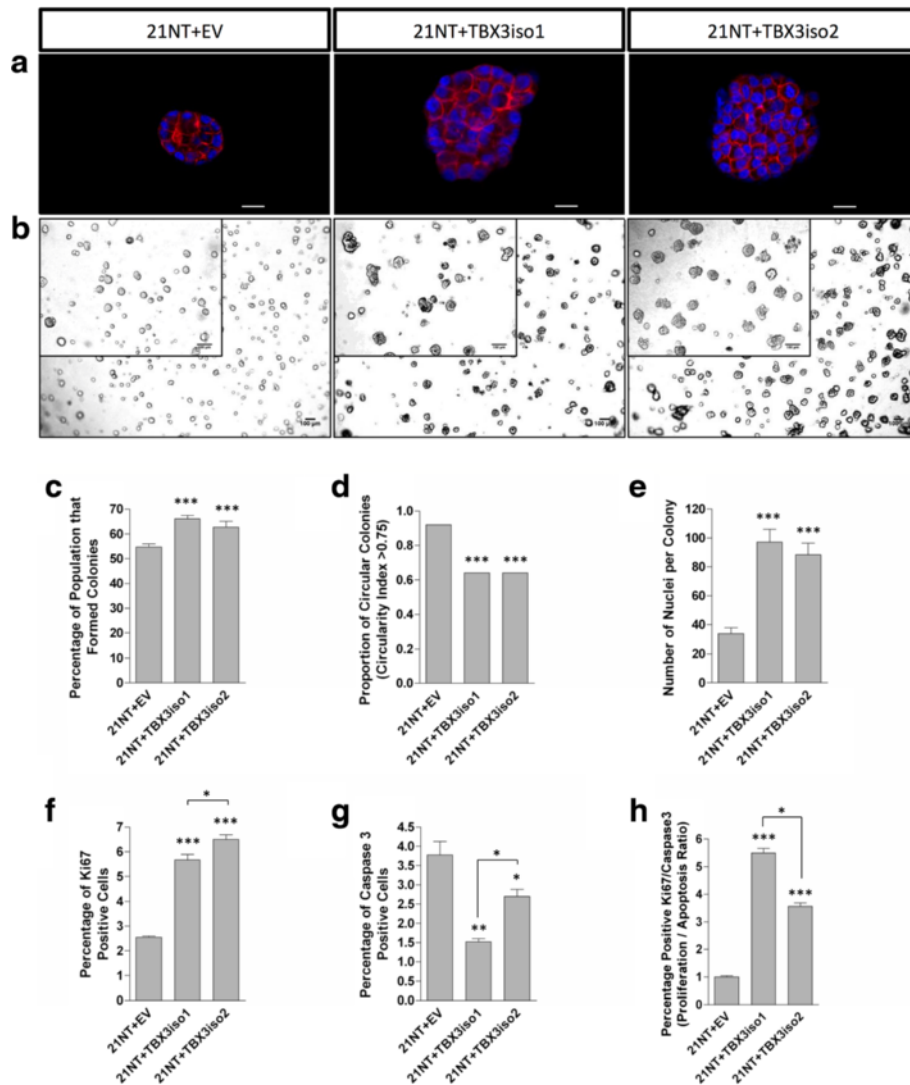 21NT+EV
21NT+TBX3iso1
21NT+TBX3iso2
a
b
100 µm
100 µm
c
Percentage of Population that
Formed Colonies
***
***
70
60
50
40
30
20
10
0
21NT+EV
21NT+TBX3iso1
21NT+TBX3iso2
d
Proportion of Circular Colonies
(Circularity Index >0.75)
***
***
1.0
0.8
0.6
0.4
0.2
0.0
21NT+EV
21NT+TBX3iso1
21NT+TBX3iso2
e
Number of Nuclei per Colony
***
***
120
100
80
60
40
20
0
21NT+EV
21NT+TBX3iso1
21NT+TBX3iso2
f
Percentage of Ki67
Positive Cells
*
***
***
7
6
5
4
3
2
1
0
21NT+EV
21NT+TBX3iso1
21NT+TBX3iso2
g
Percentage of Caspase 3
Positive Cells
*
*
**
4.5
4.0
3.5
3.0
2.5
2.0
1.5
1.0
0.5
0.0
21NT+EV
21NT+TBX3iso1
21NT+TBX3iso2
h
Percentage Positive Ki67/Caspase3
(Proliferation / Apoptosis Ratio)
*
***
***
6
5
4
3
2
1
0
21NT+EV
21NT+TBX3iso1
21NT+TBX3iso2